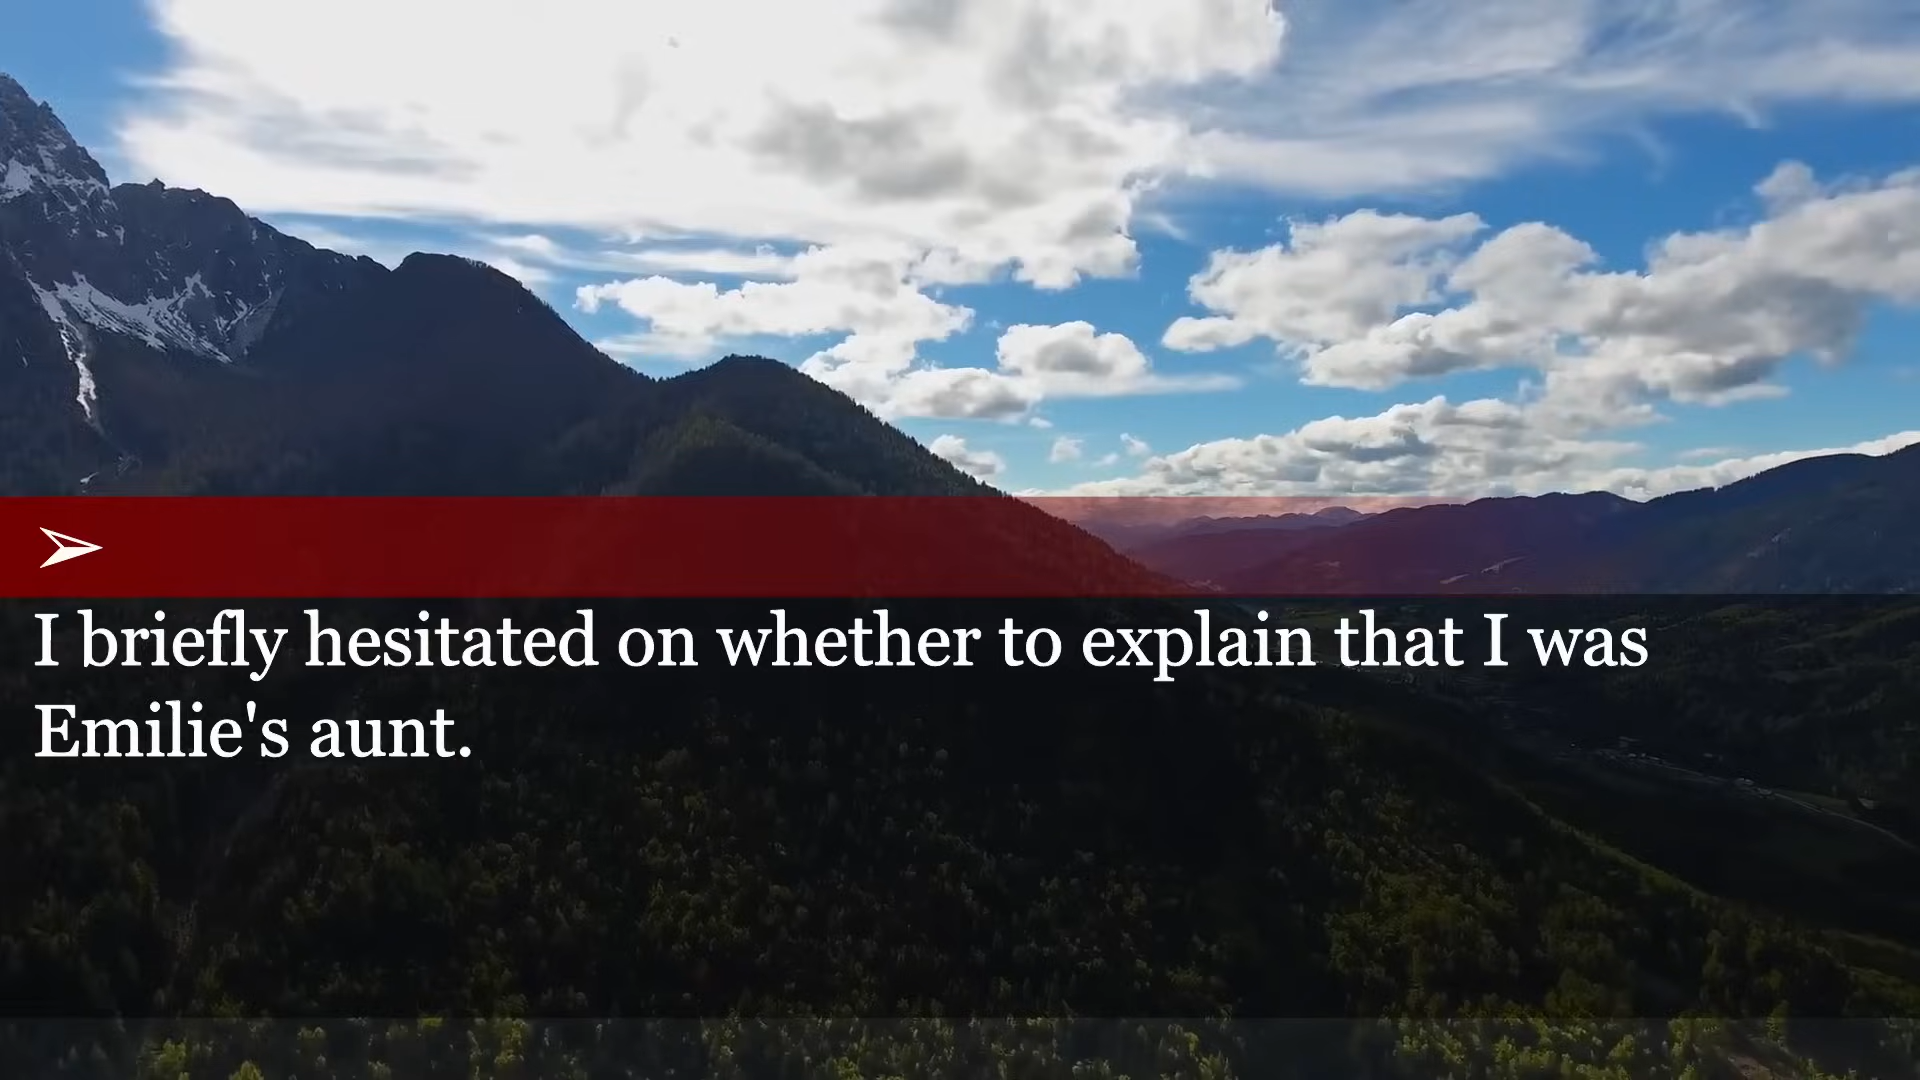 I briefly hesitated on whether to explain that I was
Emilie's aunt.